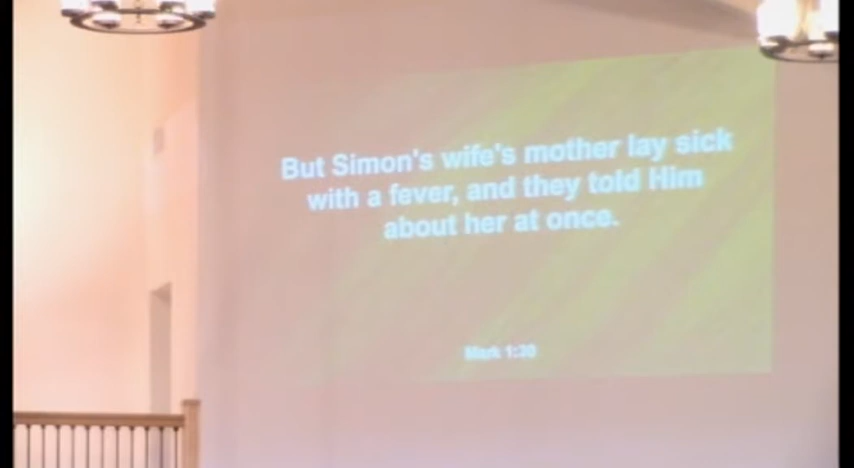 But Simon's wife's mother lay sick
with a fever, and they told Him
about her at once.
Mark 1:30